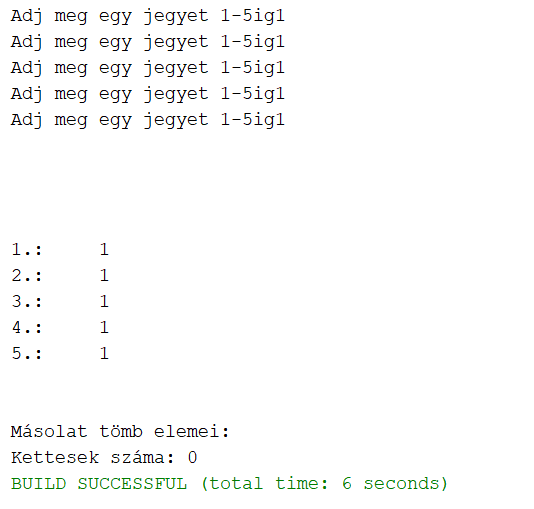 Adj meg egy jegyet 1-5ig1
Adj meg egy jegyet 1-5ig1
Adj meg egy jegyet 1-5ig1
Adj meg egy jegyet 1-5ig1
Adj meg egy jegyet 1-5ig1
1.: 1
2.: 1
3.: 1
4.: 1
5.: 1
Másolat tömb elemei:
Kettesek száma: 0
BUILD SUCCESSFUL (total time: 6 seconds)